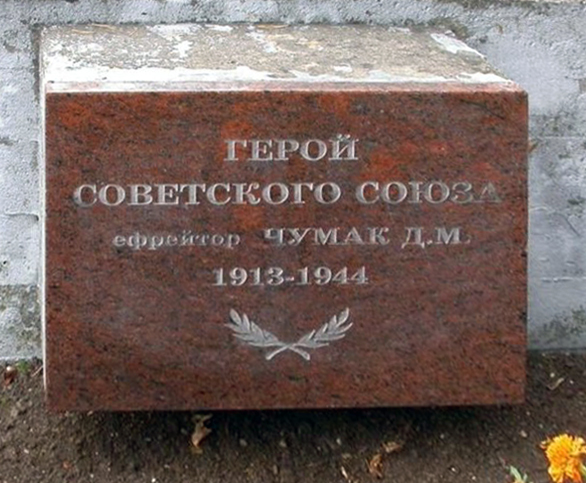 ГЕРОЙ
СОВЕТСКОГО СОЮЗА
ефрейтор ЧУМАК Д.М.
1913-1944